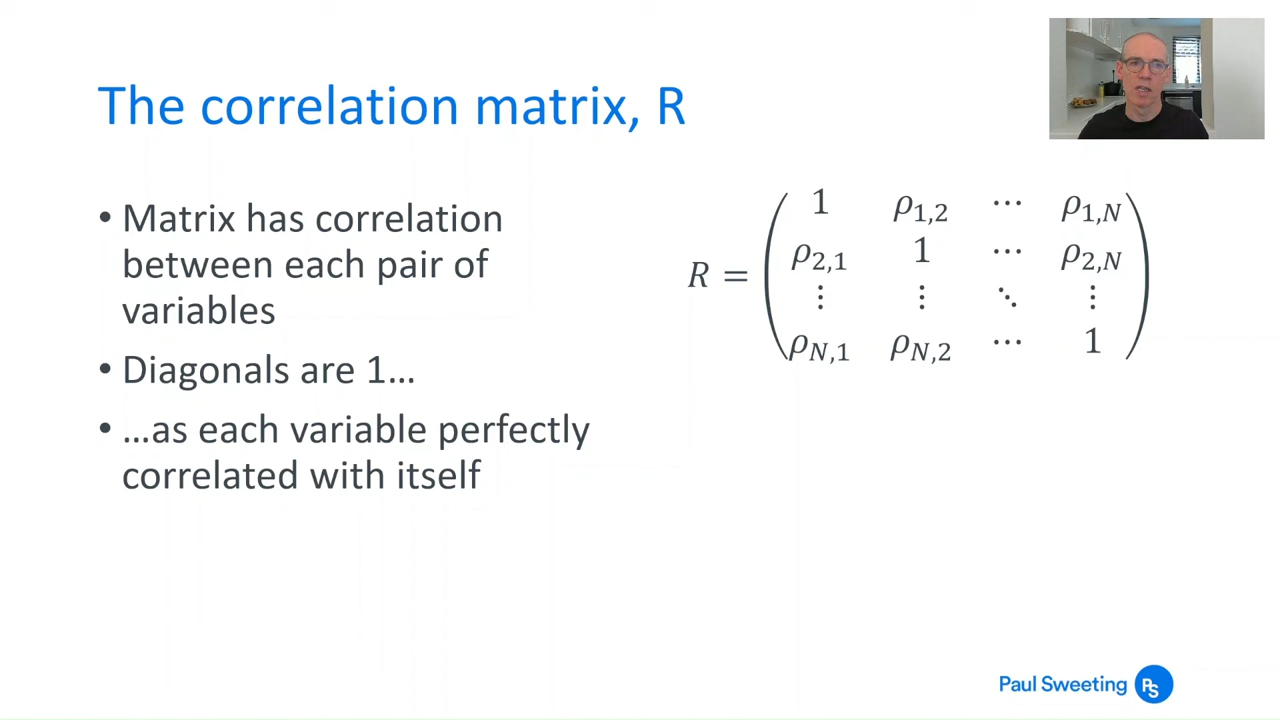 The correlation matrix, R
• Matrix has correlation
between each pair of
variables
• Diagonals are 1…
• …as each variable perfectly
correlated with itself
R = ( 1 ρ1,2 ⋯ ρ1,N
ρ2,1 1 ⋯ ρ2,N
⋮ ⋮ ⋱ ⋮
ρN,1 ρN,2 ⋯ 1 )
Paul Sweeting PS